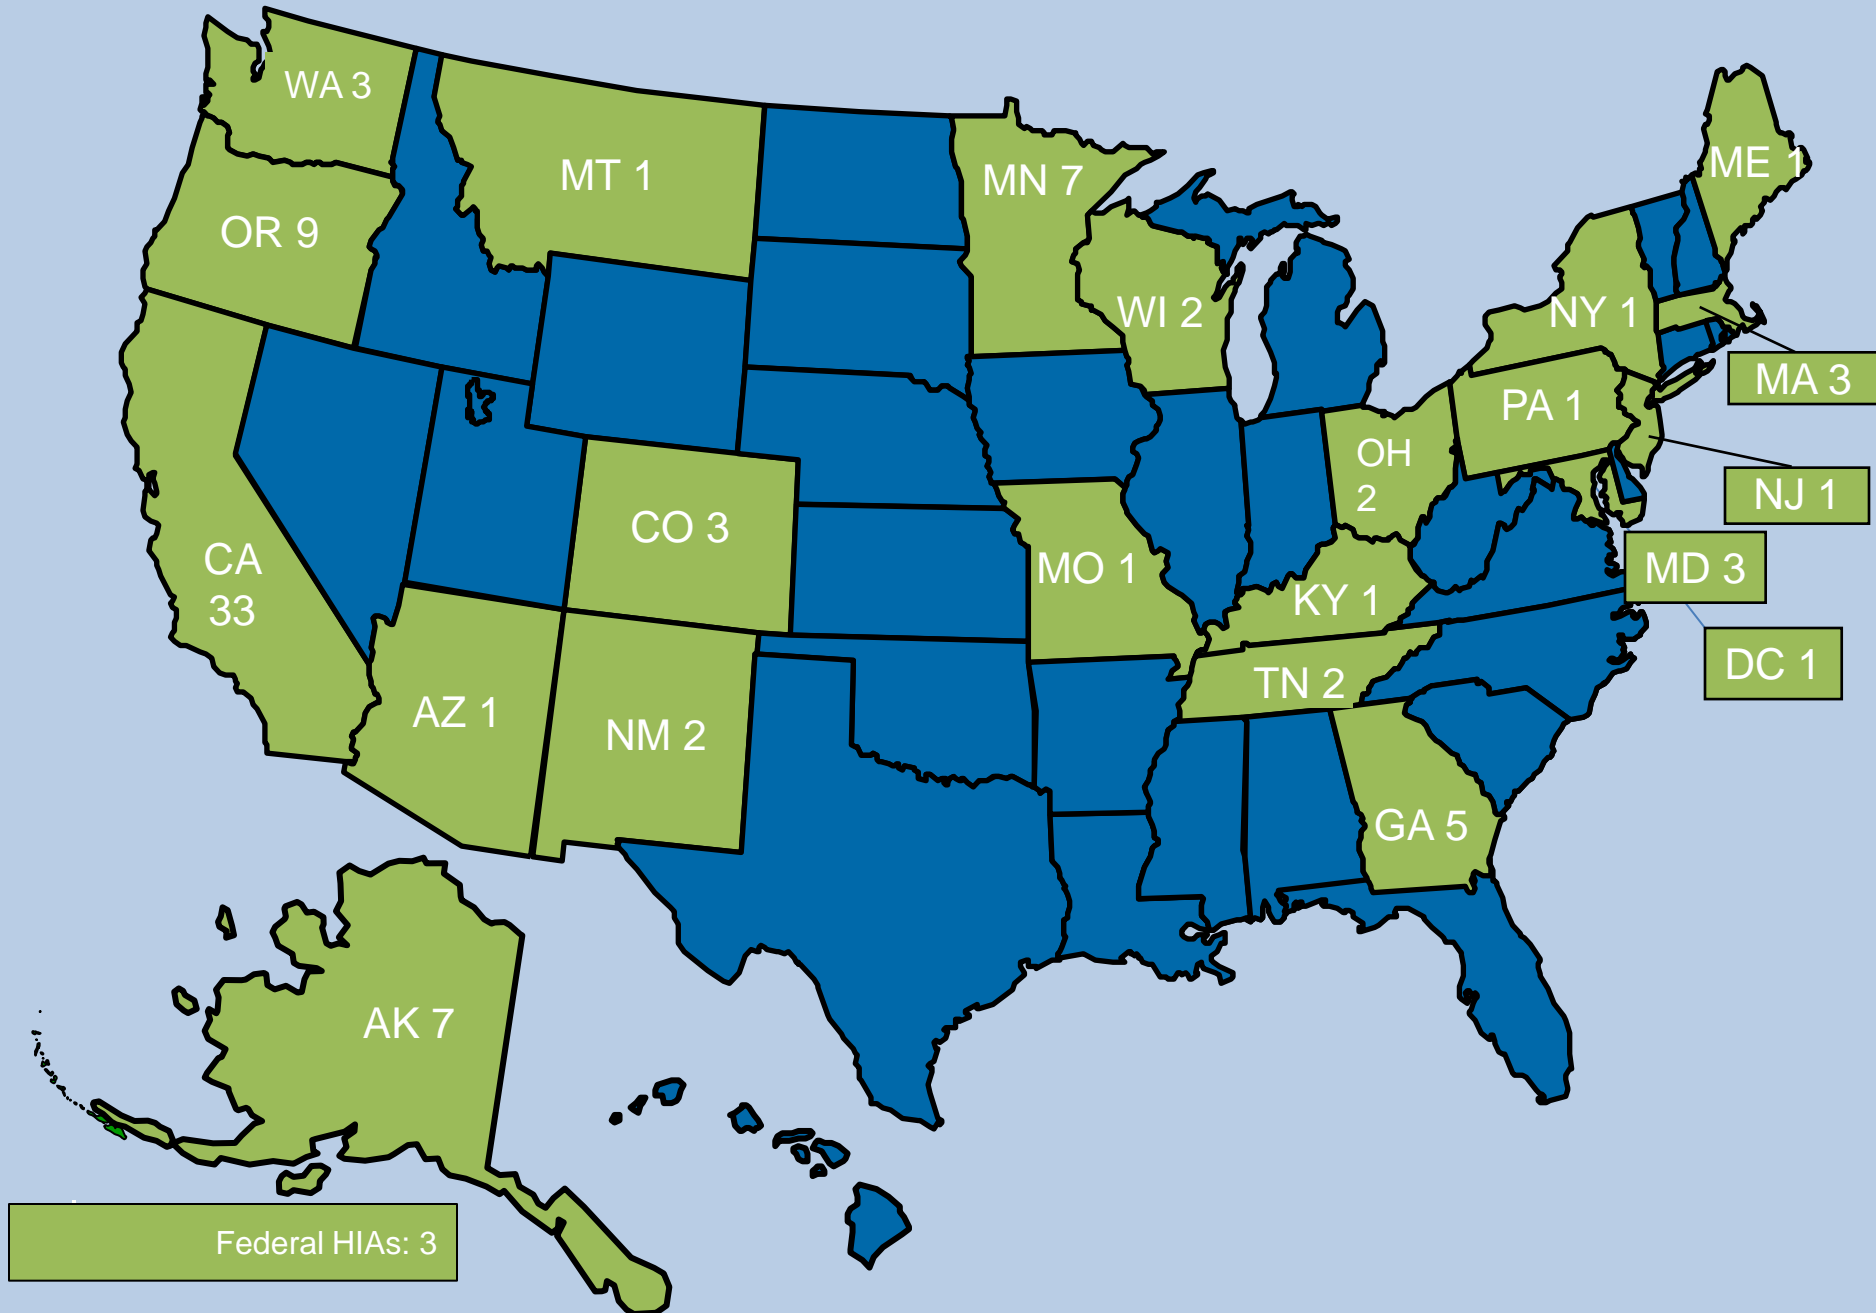 WA 3
MT 1
MN 7
ME 1
OR 9
WI 2
NY 1
MA 3
PA 1
OH
2
NJ 1
CO 3
MO 1
CA
33
KY 1
MD 3
TN 2
DC 1
AZ 1
NM 2
GA 5
AK 7
Federal HIAs: 3